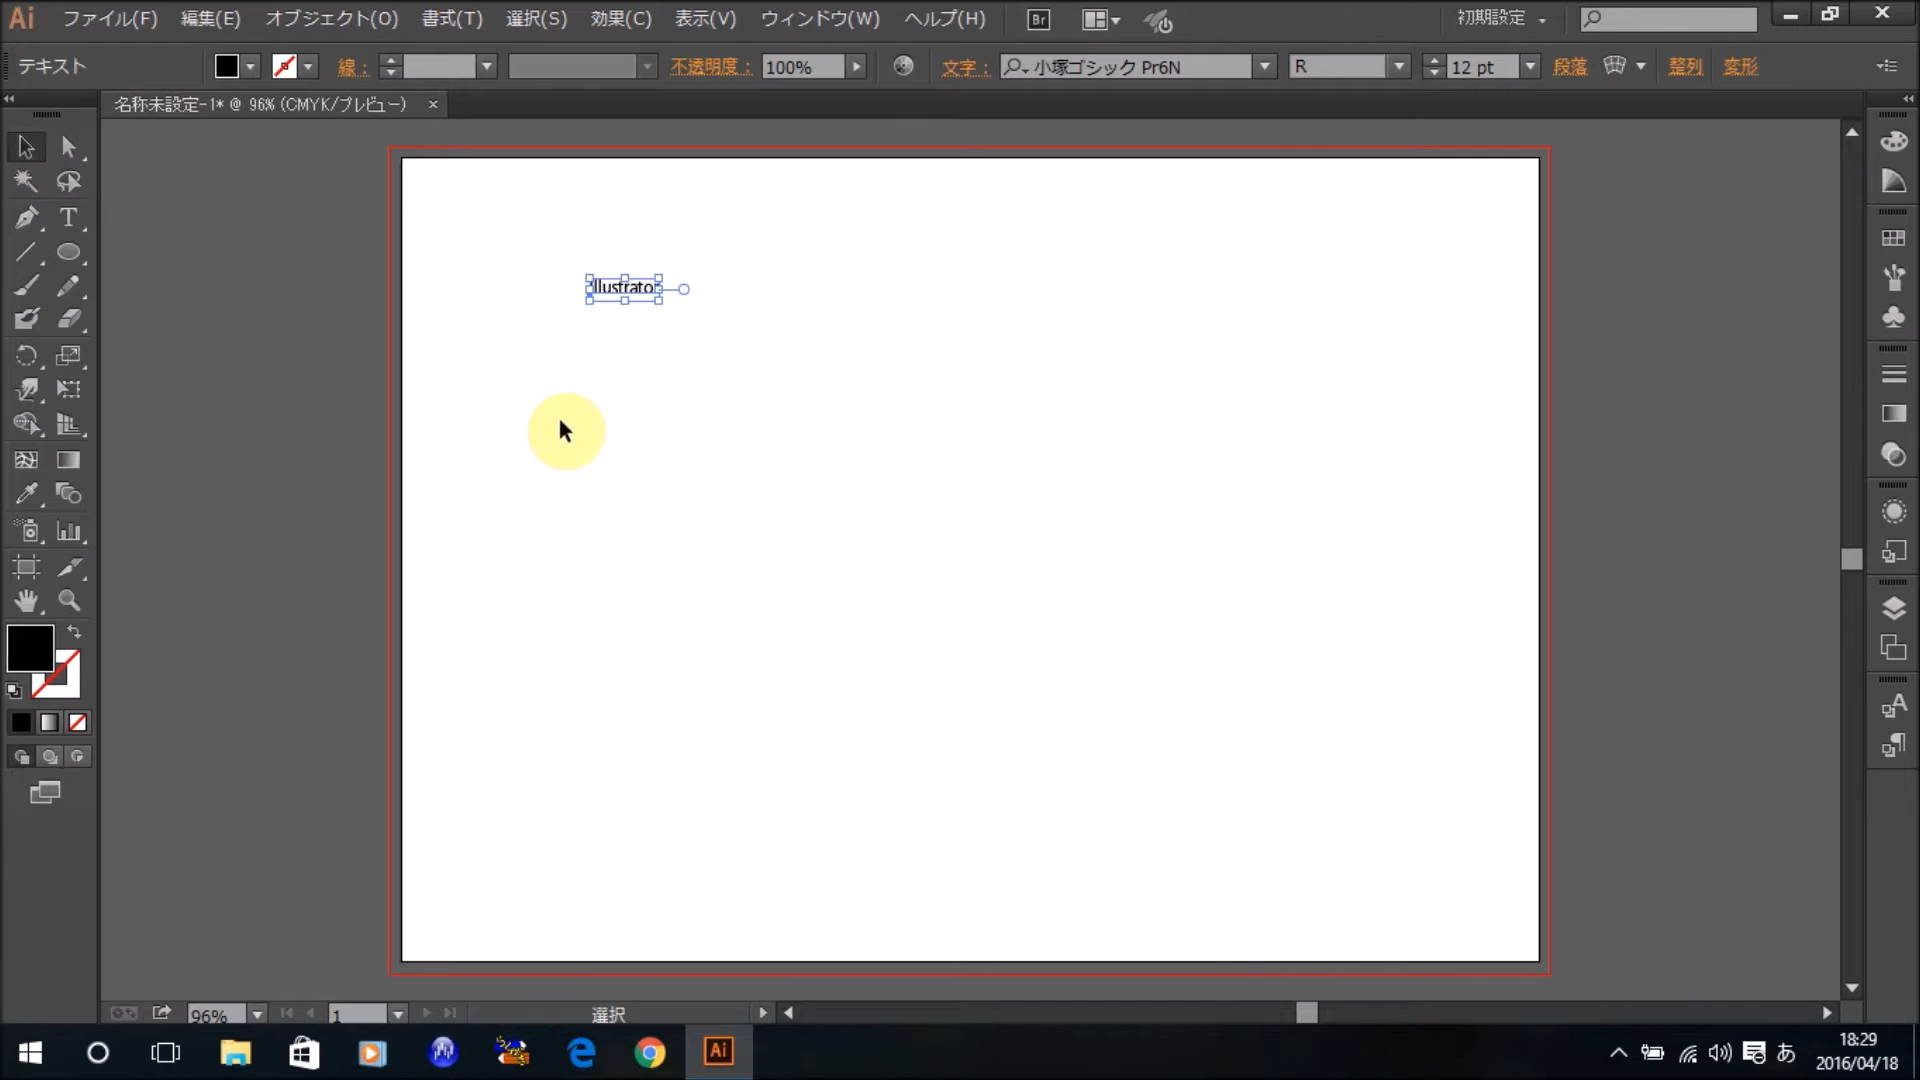 Ai ファイル(F) 編集(E) オブジェクト(O) 書式(T) 選択(S) 効果(C) 表示(V) ウィンドウ(W) ヘルプ(H) Br 初期設定
テキスト 線: 不透明度: 100% 文字: 小塚ゴシック Pr6N R 12 pt 段落 整列 変形
名称未設定-1* @ 96% (CMYK/プレビュー) ×
Illustrator
96% 1 選択
Ai あ 18:29
2016/04/18